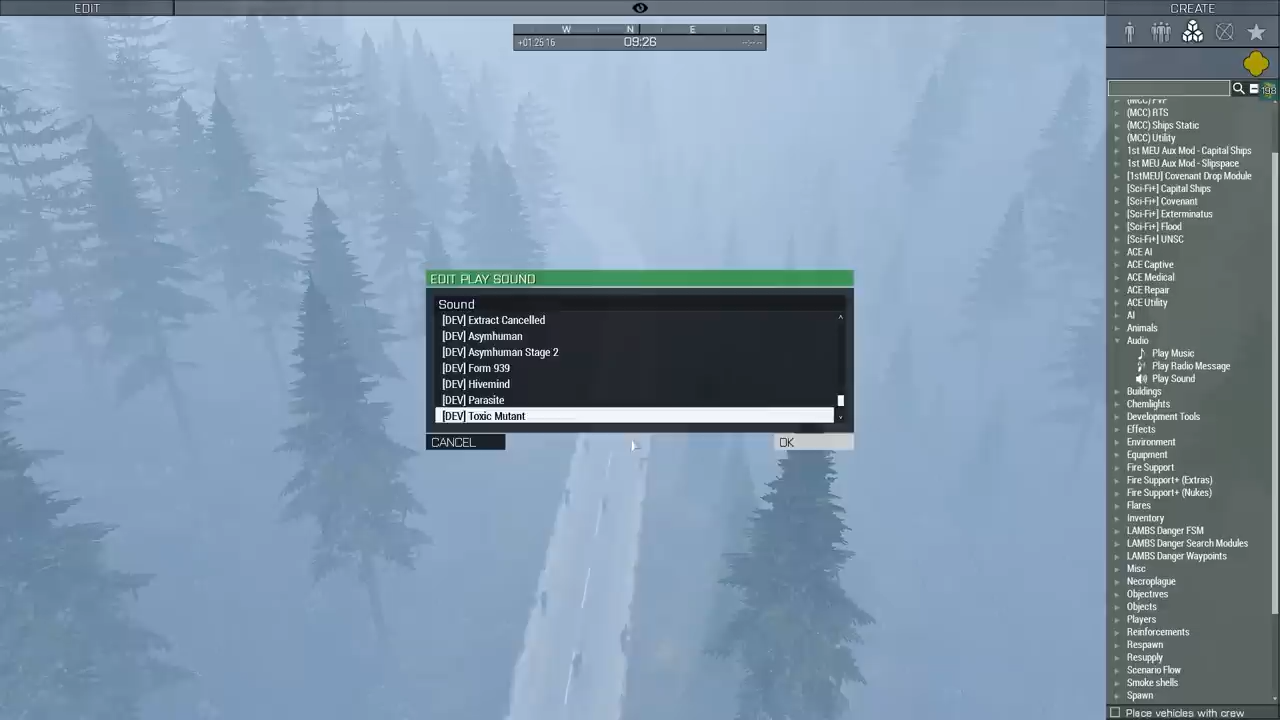 EDIT
CREATE
W N E S
+01:25:16 09:26 --:--
198
(MCC) PVP
(MCC) RTS
(MCC) Ships Static
(MCC) Utility
1st MEU Aux Mod - Capital Ships
1st MEU Aux Mod - Slipspace
[1stMEU] Covenant Drop Module
[Sci-Fi+] Capital Ships
[Sci-Fi+] Covenant
[Sci-Fi+] Exterminatus
[Sci-Fi+] Flood
[Sci-Fi+] UNSC
ACE AI
ACE Captive
ACE Medical
ACE Repair
ACE Utility
AI
Animals
Audio
Play Music
Play Radio Message
Play Sound
Buildings
Chemlights
Development Tools
Effects
Environment
Equipment
Fire Support
Fire Support+ (Extras)
Fire Support+ (Nukes)
Flares
Inventory
LAMBS Danger FSM
LAMBS Danger Search Modules
LAMBS Danger Waypoints
Misc
Necroplague
Objectives
Objects
Players
Reinforcements
Respawn
Resupply
Scenario Flow
Smoke shells
Spawn
Place vehicles with crew
EDIT PLAY SOUND
Sound
[DEV] Extract Cancelled
[DEV] Asymhuman
[DEV] Asymhuman Stage 2
[DEV] Form 939
[DEV] Hivemind
[DEV] Parasite
[DEV] Toxic Mutant
CANCEL
OK